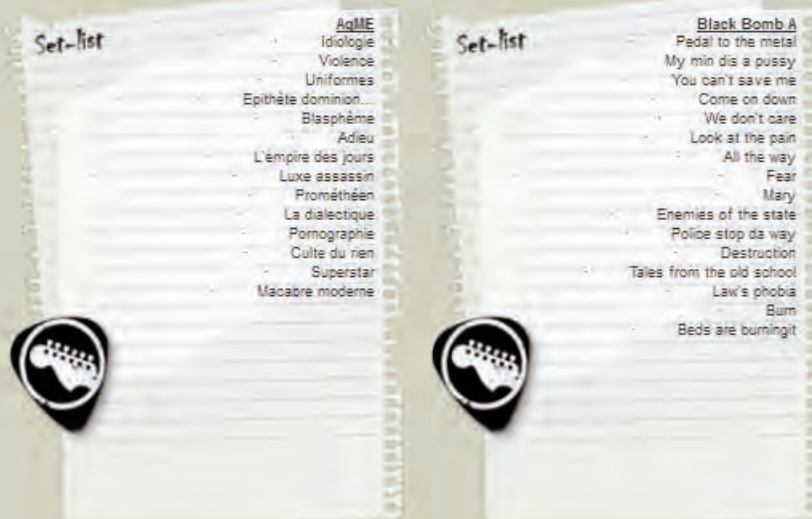 Set-list
AqME
Idiologie
Violence
Uniformes
Epithète dominion...
Blasphème
Adieu
L'empire des jours
Luxe assassin
Prométhéen
La dialectique
Pornographie
Culte du rien
Superstar
Macabre moderne
Set-list
Black Bomb A
Pedal to the metal
My min dis a pussy
You can't save me
Come on down
We don't care
Look at the pain
All the way
Fear
Mary
Enemies of the state
Police stop da way
Destruction
Tales from the old school
Law's phobia
Burn
Beds are burningit